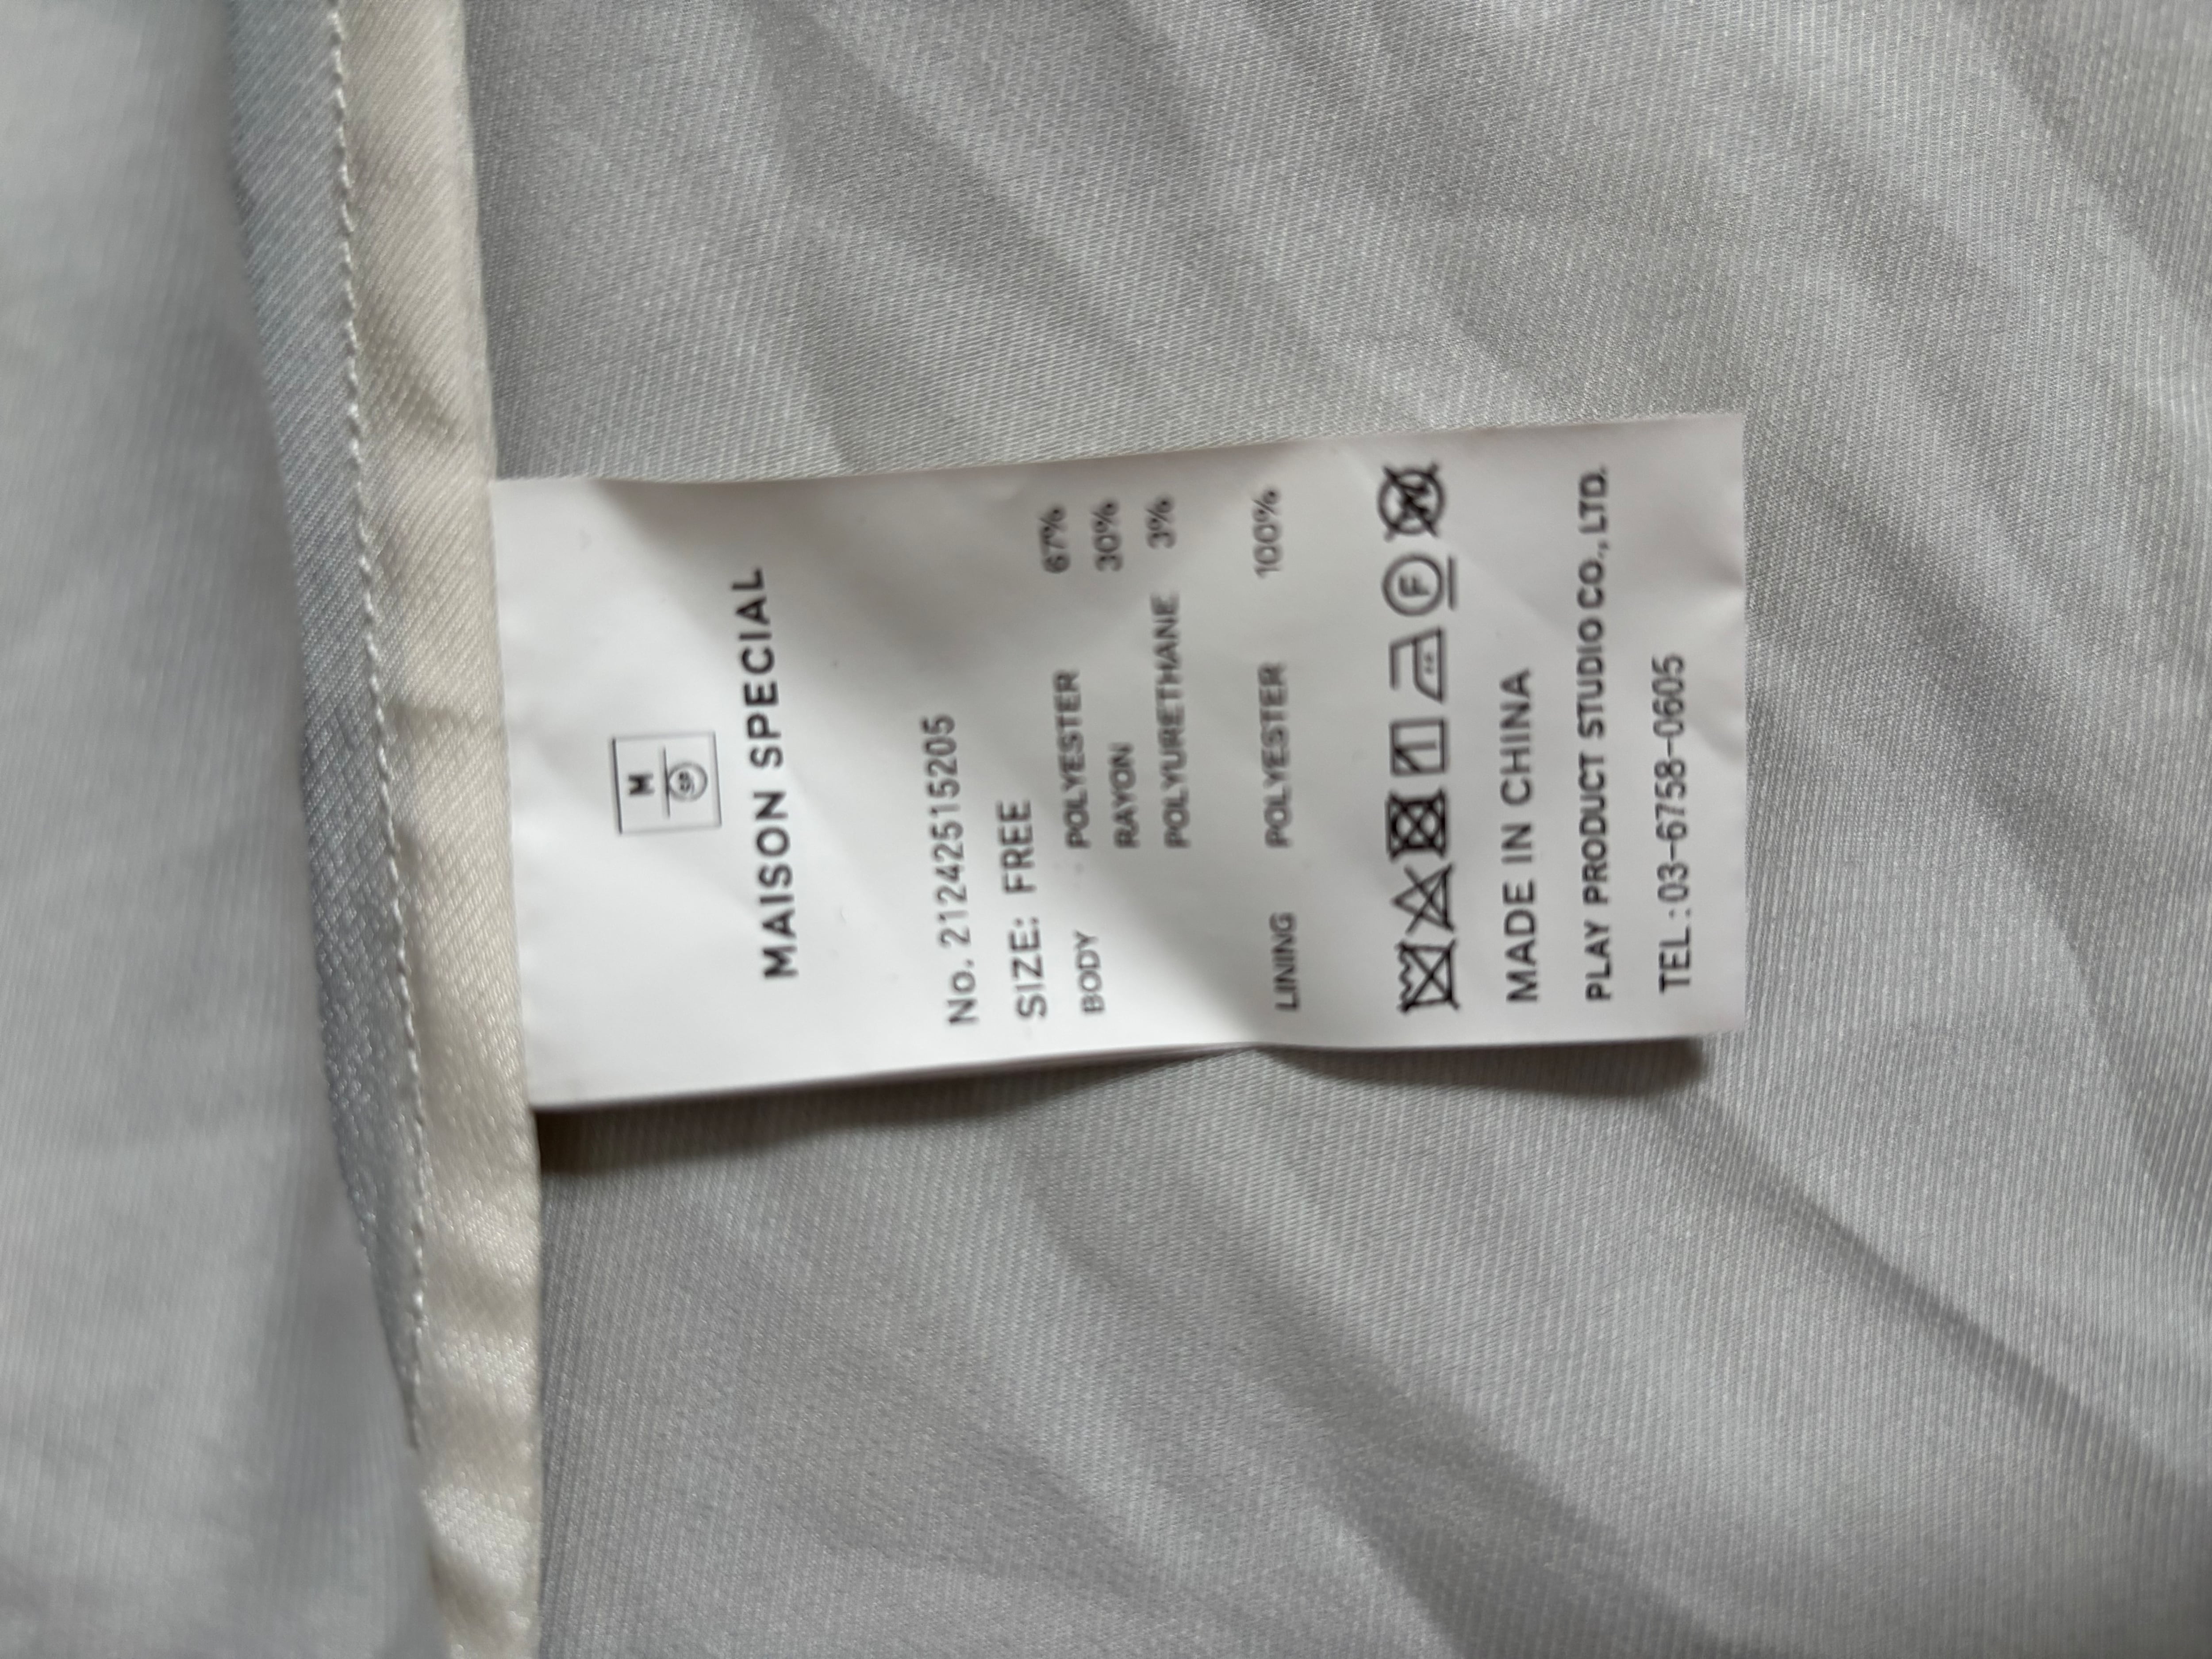 M
SP
MAISON SPECIAL
No. 21242515205
SIZE: FREE
BODY POLYESTER 67%
RAYON 30%
POLYURETHANE 3%
LINING POLYESTER 100%
F W
MADE IN CHINA
PLAY PRODUCT STUDIO CO., LTD.
TEL:03-6758-0605